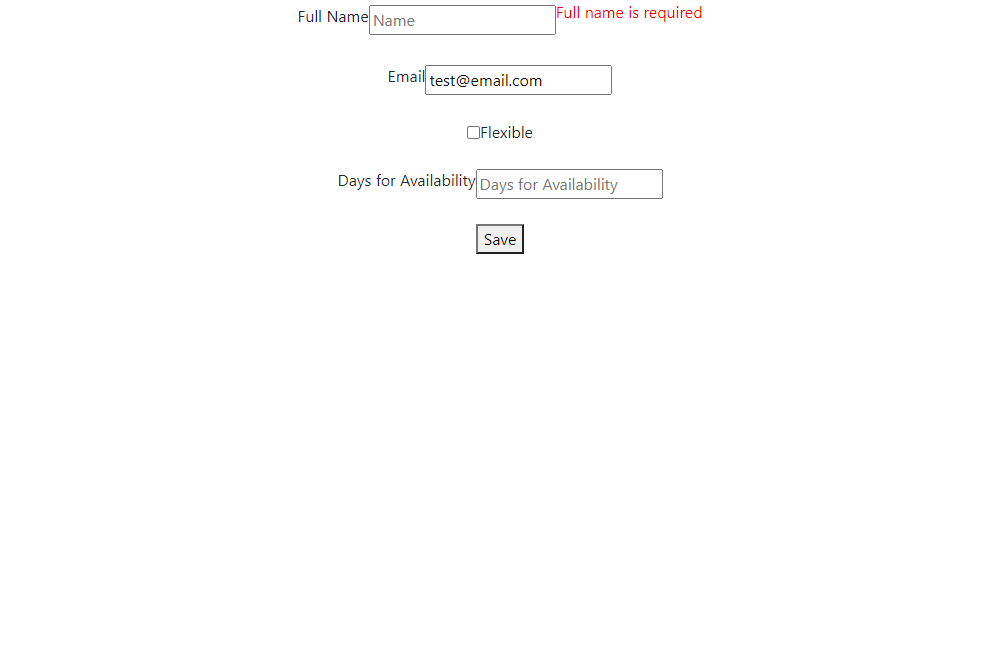 Full Name Name Full name is required
Email test@email.com
Flexible
Days for Availability Days for Availability
Save